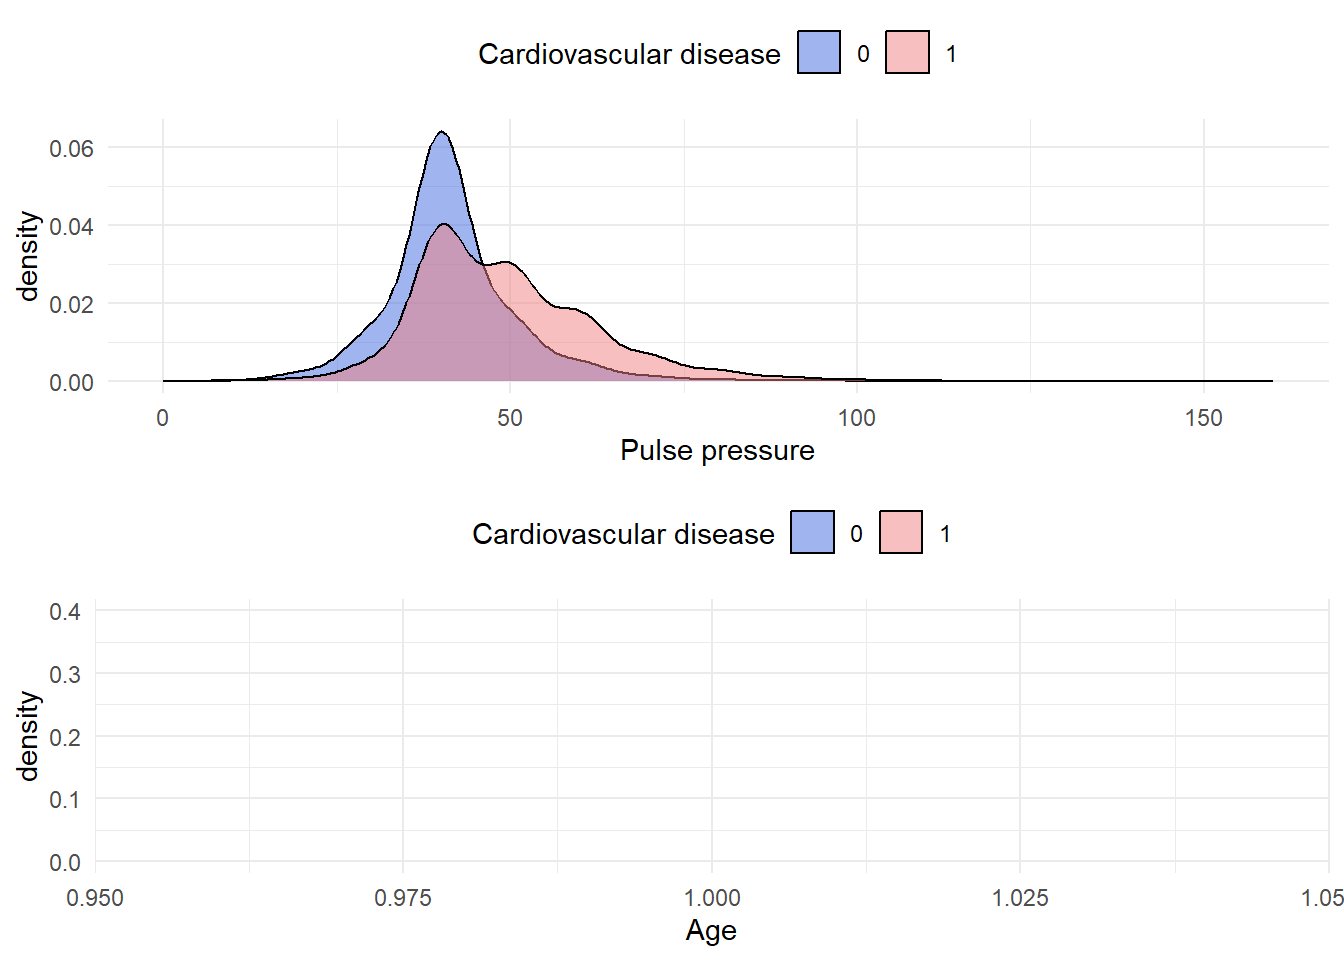 Cardiovascular disease 0 1
0.06
0.04
0.02
0.00
density
0 50 100 150
Pulse pressure
Cardiovascular disease 0 1
0.4
0.3
0.2
0.1
0.0
density
0.950 0.975 1.000 1.025 1.05
Age